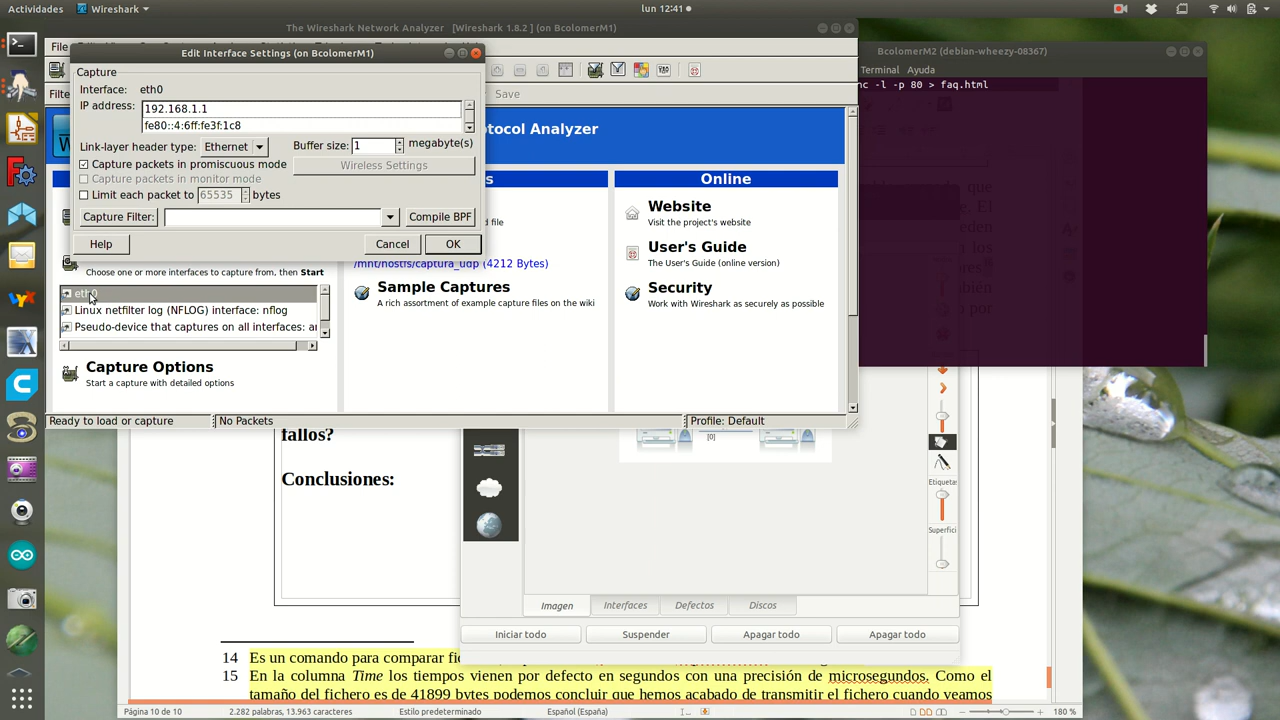 Actividades
Wireshark
lun 12:41
The Wireshark Network Analyzer [Wireshark 1.8.2] (on BcolomerM1)
File
Edit Interface Settings (on BcolomerM1)
Capture
Interface: eth0
IP address:
192.168.1.1
fe80::4:6ff:fe3f:1c8
Link-layer header type: Ethernet
Buffer size: 1 megabyte(s)
Capture packets in promiscuous mode
Wireless Settings
Capture packets in monitor mode
Limit each packet to 65535 bytes
Capture Filter:
Compile BPF
Help
Cancel
OK
Save
Choose one or more interfaces to capture from, then Start
eth0
Linux netfilter log (NFLOG) interface: nflog
Pseudo-device that captures on all interfaces:
Capture Options
Start a capture with detailed options
/mnt/hostfs/captura_udp (4212 Bytes)
Sample Captures
A rich assortment of example capture files on the wiki
Online
Website
Visit the project's website
User's Guide
The User's Guide (online version)
Security
Work with Wireshark as securely as possible
Ready to load or capture
No Packets
Profile: Default
BcolomerM2 (debian-wheezy-08367)
Terminal Ayuda
nc -l -p 80 > faq.html
que
El
los
por
fallos?
Conclusiones:
[0]
Etiquetas
Superfici
Imagen
Interfaces
Defectos
Discos
Iniciar todo
Suspender
Apagar todo
Apagar todo
14 Es un comando para comparar
15 En la columna Time los tiempos vienen por defecto en segundos con una precisión de microsegundos. Como el
tamaño del fichero es de 41899 bytes podemos concluir que hemos acabado de transmitir el fichero cuando veamos
Página 10 de 10
2.282 palabras, 13.963 caracteres
Estilo predeterminado
Español (España)
180 %